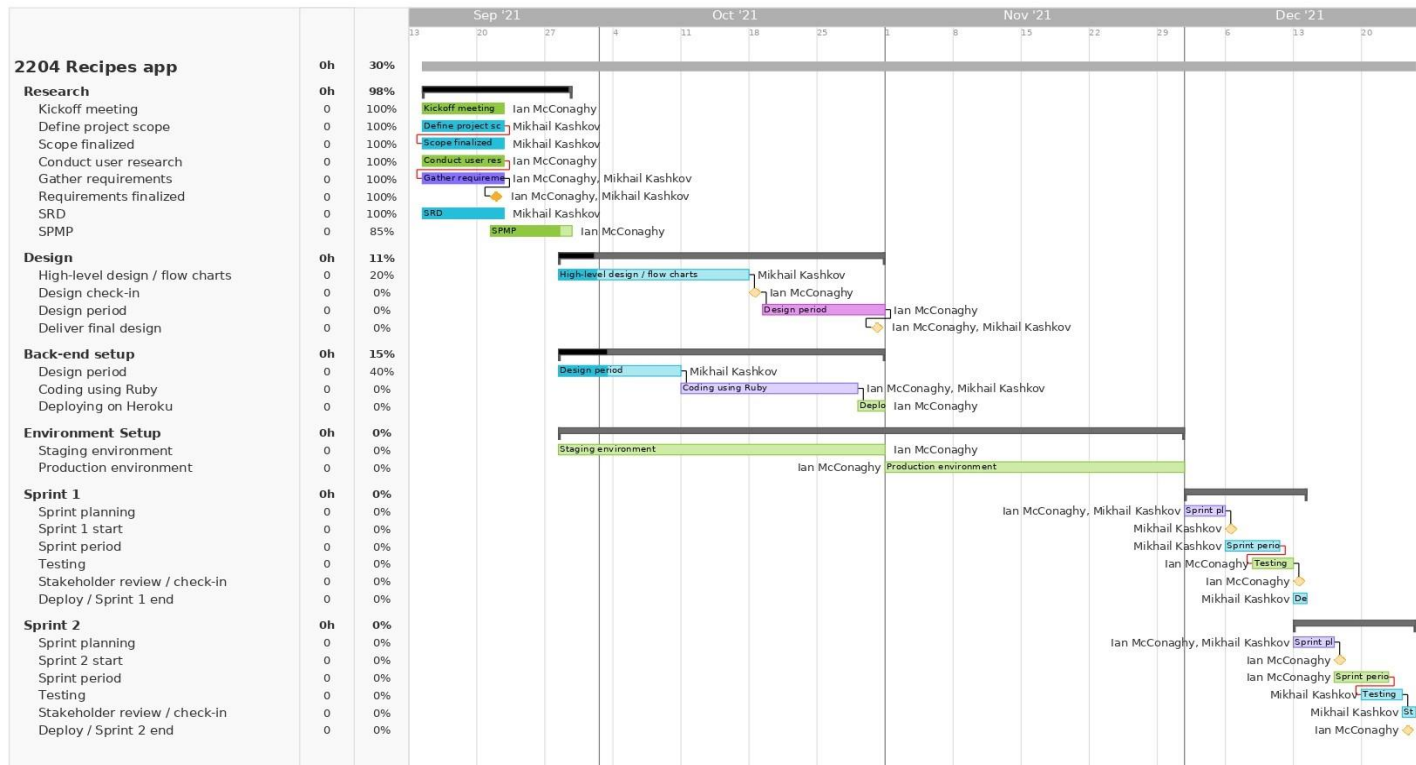 Sep '21 Oct '21 Nov '21 Dec '21
13 20 27 4 11 18 25 1 8 15 22 29 6 13 20
2204 Recipes app 0h 30%
Research 0h 98%
Kickoff meeting 0 100% Kickoff meeting Ian McConaghy
Define project scope 0 100% Define project sc Mikhail Kashkov
Scope finalized 0 100% Scope finalized Mikhail Kashkov
Conduct user research 0 100% Conduct user res Ian McConaghy
Gather requirements 0 100% Gather requireme Ian McConaghy, Mikhail Kashkov
Requirements finalized 0 100% Ian McConaghy, Mikhail Kashkov
SRD 0 100% SRD Mikhail Kashkov
SPMP 0 85% SPMP Ian McConaghy
Design 0h 11%
High-level design / flow charts 0 20% High-level design / flow charts Mikhail Kashkov
Design check-in 0 0% Ian McConaghy
Design period 0 0% Design period Ian McConaghy
Deliver final design 0 0% Ian McConaghy, Mikhail Kashkov
Back-end setup 0h 15%
Design period 0 40% Design period Mikhail Kashkov
Coding using Ruby 0 0% Coding using Ruby Ian McConaghy, Mikhail Kashkov
Deploying on Heroku 0 0% Deplo Ian McConaghy
Environment Setup 0h 0%
Staging environment 0 0% Staging environment Ian McConaghy
Production environment 0 0% Ian McConaghy Production environment
Sprint 1 0h 0%
Sprint planning 0 0% Ian McConaghy, Mikhail Kashkov Sprint pl
Sprint 1 start 0 0% Mikhail Kashkov
Sprint period 0 0% Mikhail Kashkov Sprint perio
Testing 0 0% Ian McConaghy Testing
Stakeholder review / check-in 0 0% Ian McConaghy
Deploy / Sprint 1 end 0 0% Mikhail Kashkov De
Sprint 2 0h 0%
Sprint planning 0 0% Ian McConaghy, Mikhail Kashkov Sprint pl
Sprint 2 start 0 0% Ian McConaghy
Sprint period 0 0% Ian McConaghy Sprint perio
Testing 0 0% Mikhail Kashkov Testing
Stakeholder review / check-in 0 0% Mikhail Kashkov St
Deploy / Sprint 2 end 0 0% Ian McConaghy